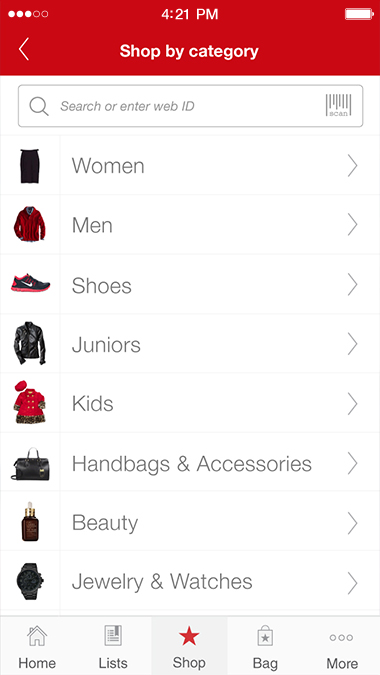 4:21 PM
Shop by category
Search or enter web ID
scan
Women
Men
Shoes
Juniors
Kids
Handbags & Accessories
Beauty
Jewelry & Watches
Home Lists Shop Bag More